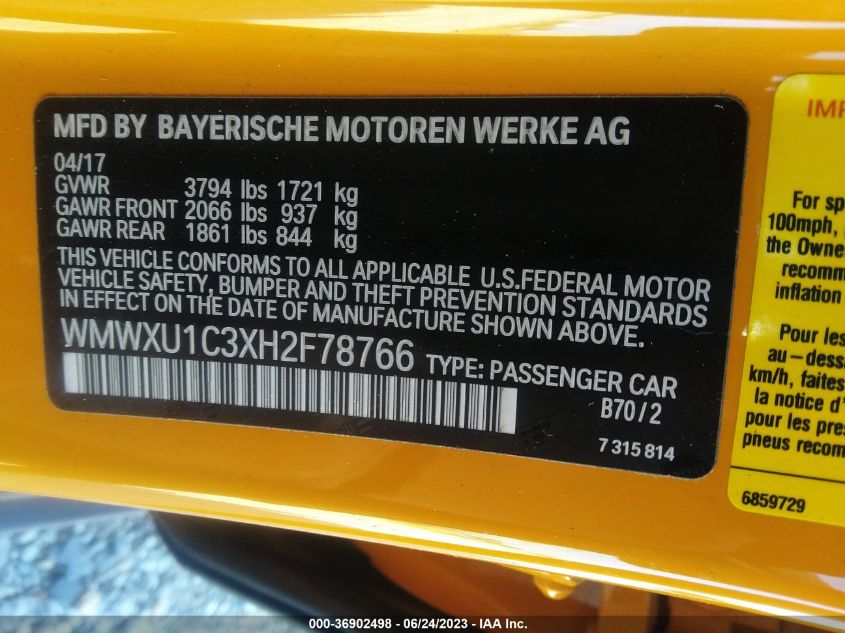 MFD BY BAYERISCHE MOTOREN WERKE AG
04/17
GVWR 3794 lbs 1721 kg
GAWR FRONT 2066 lbs 937 kg
GAWR REAR 1861 lbs 844 kg
THIS VEHICLE CONFORMS TO ALL APPLICABLE U.S.FEDERAL MOTOR
VEHICLE SAFETY, BUMPER AND THEFT PREVENTION STANDARDS
IN EFFECT ON THE DATE OF MANUFACTURE SHOWN ABOVE.
WMWXU1C3XH2F78766 TYPE: PASSENGER CAR
B70/2
7 315 814
IMP
For sp
100mph,
the Owne
recomm
inflation
Pour les
au-dess
km/h, faites
la notice d'
pour les pres
pneus recom
6859729
000-36902498 - 06/24/2023 - IAA Inc.